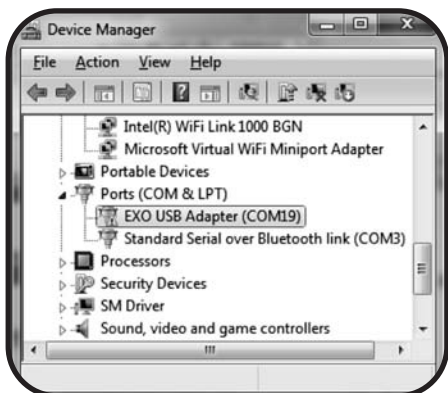 Device Manager
File Action View Help
Intel(R) WiFi Link 1000 BGN
Microsoft Virtual WiFi Miniport Adapter
Portable Devices
Ports (COM & LPT)
EXO USB Adapter (COM19)
Standard Serial over Bluetooth link (COM3)
Processors
Security Devices
SM Driver
Sound, video and game controllers